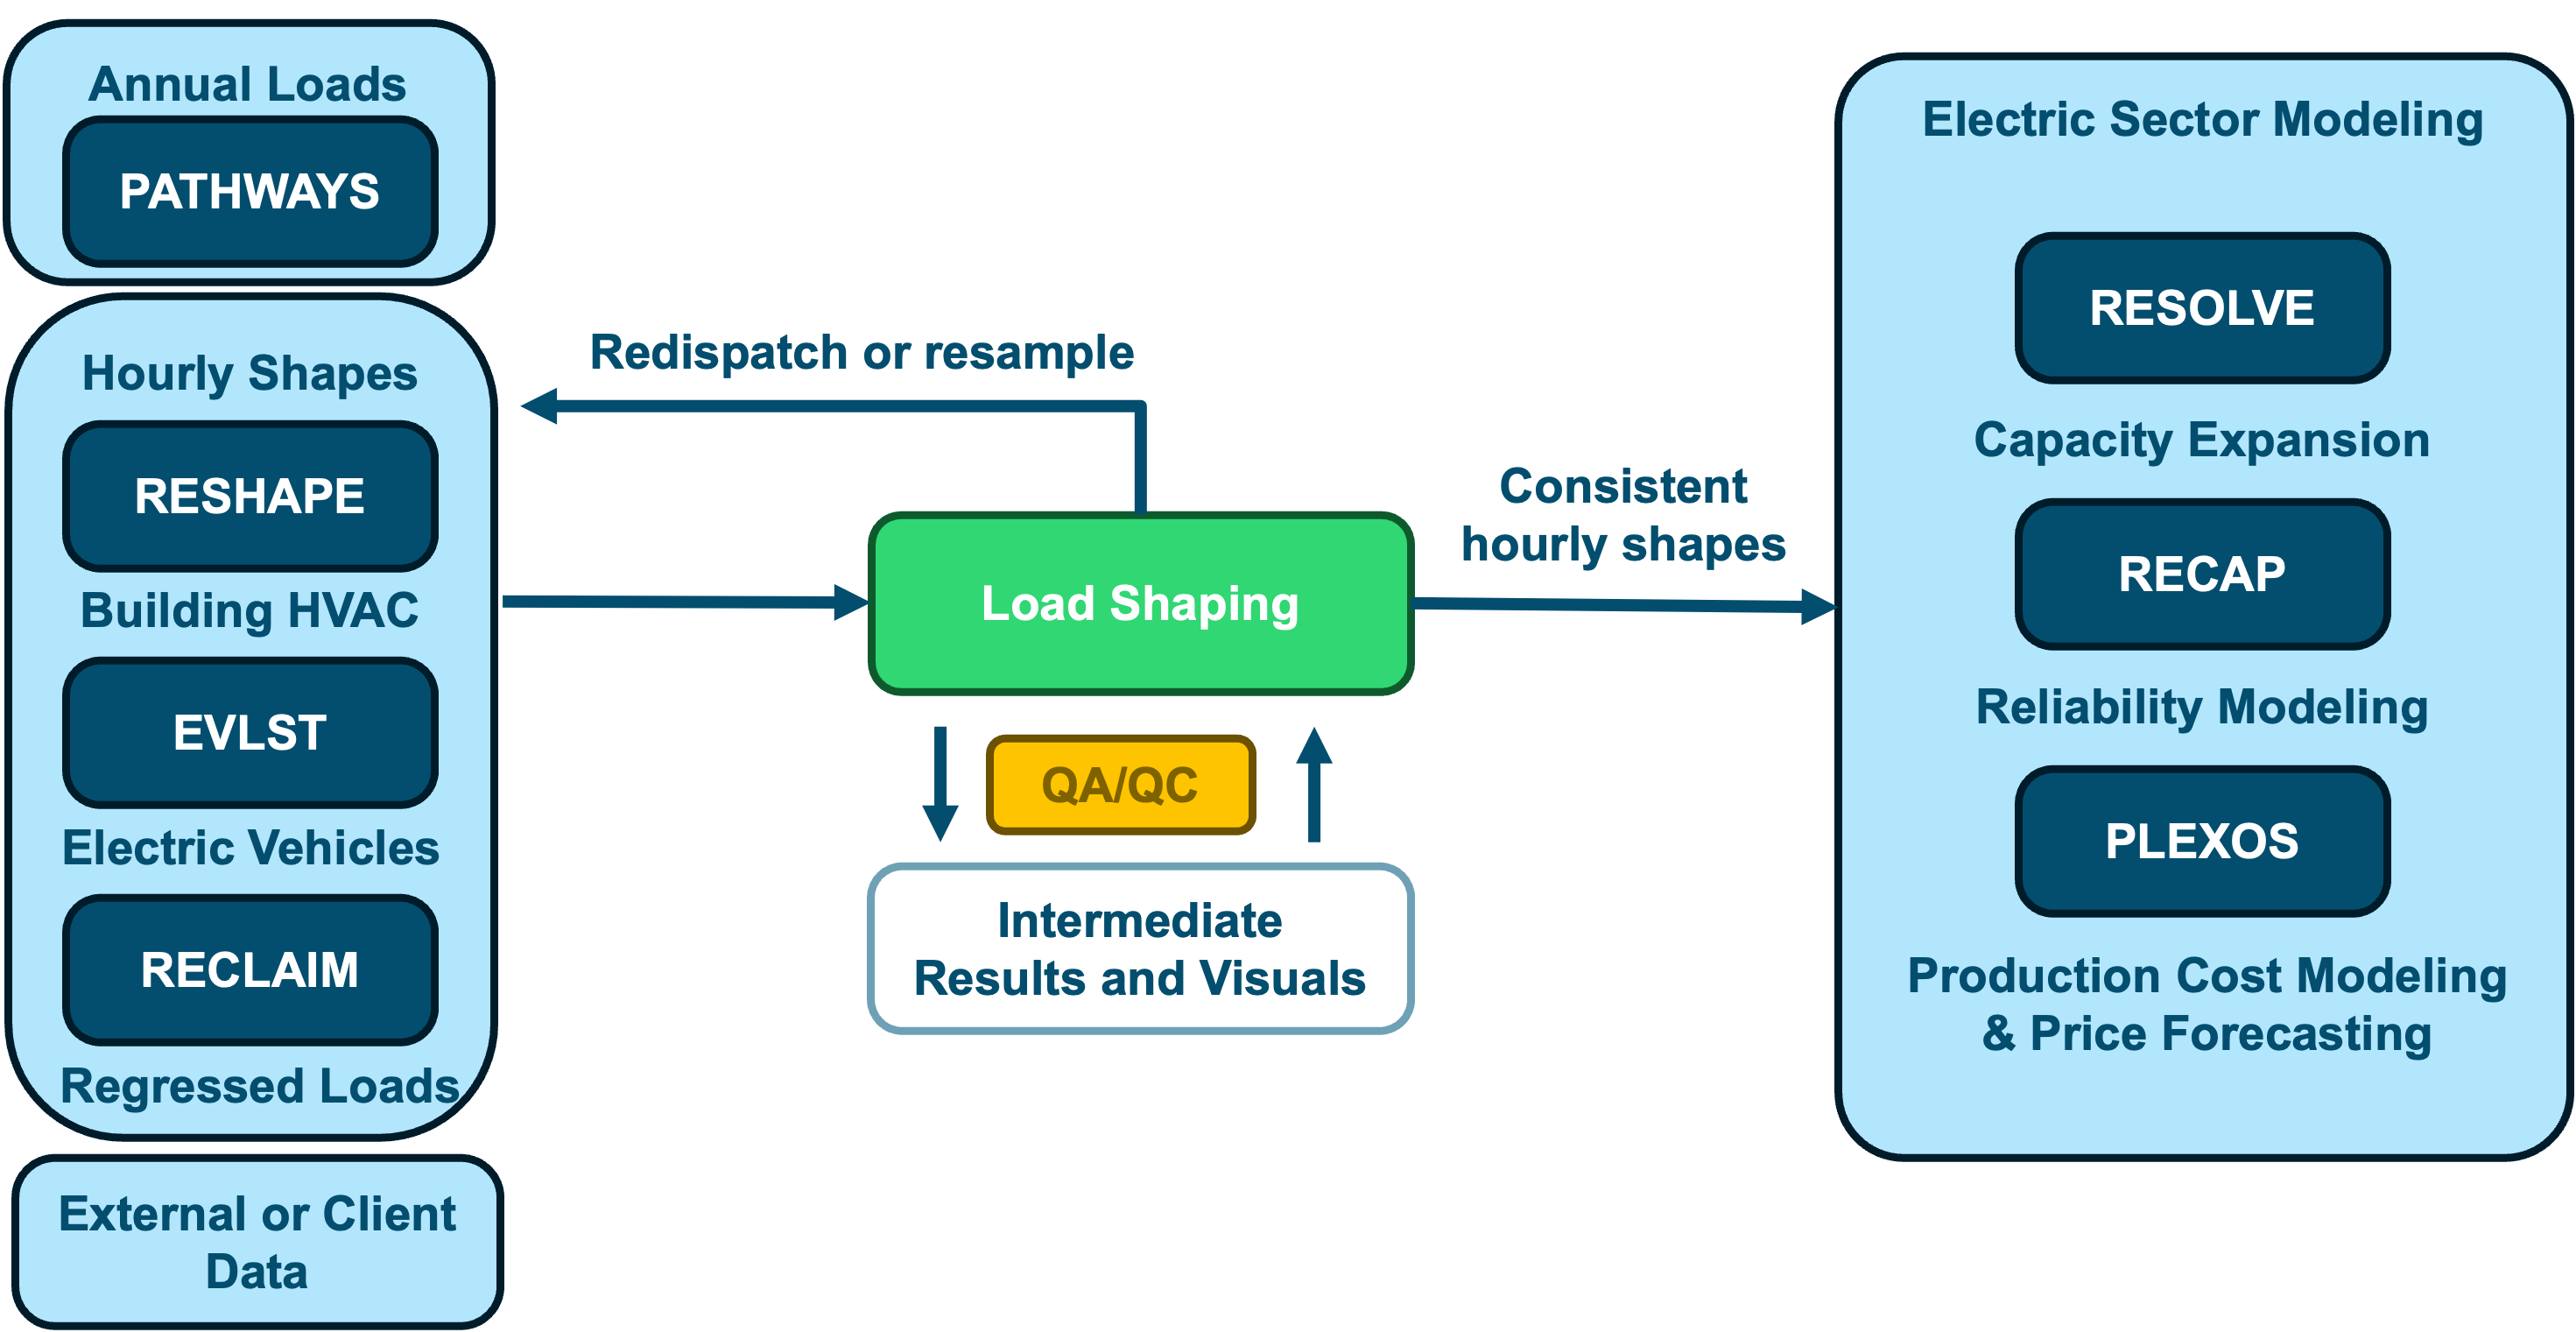 Annual Loads
PATHWAYS
Hourly Shapes
RESHAPE
Building HVAC
EVLST
Electric Vehicles
RECLAIM
Regressed Loads
External or Client
Data
Redispatch or resample
Load Shaping
QA/QC
Intermediate
Results and Visuals
Consistent
hourly shapes
Electric Sector Modeling
RESOLVE
Capacity Expansion
RECAP
Reliability Modeling
PLEXOS
Production Cost Modeling
& Price Forecasting